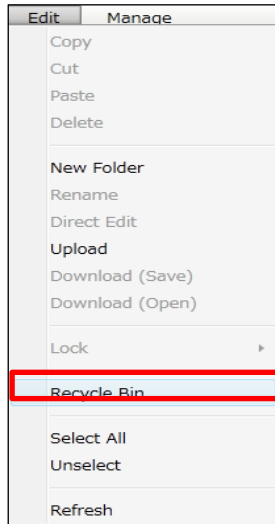 Edit Manage
Copy
Cut
Paste
Delete
New Folder
Rename
Direct Edit
Upload
Download (Save)
Download (Open)
Lock
Recycle Bin
Select All
Unselect
Refresh